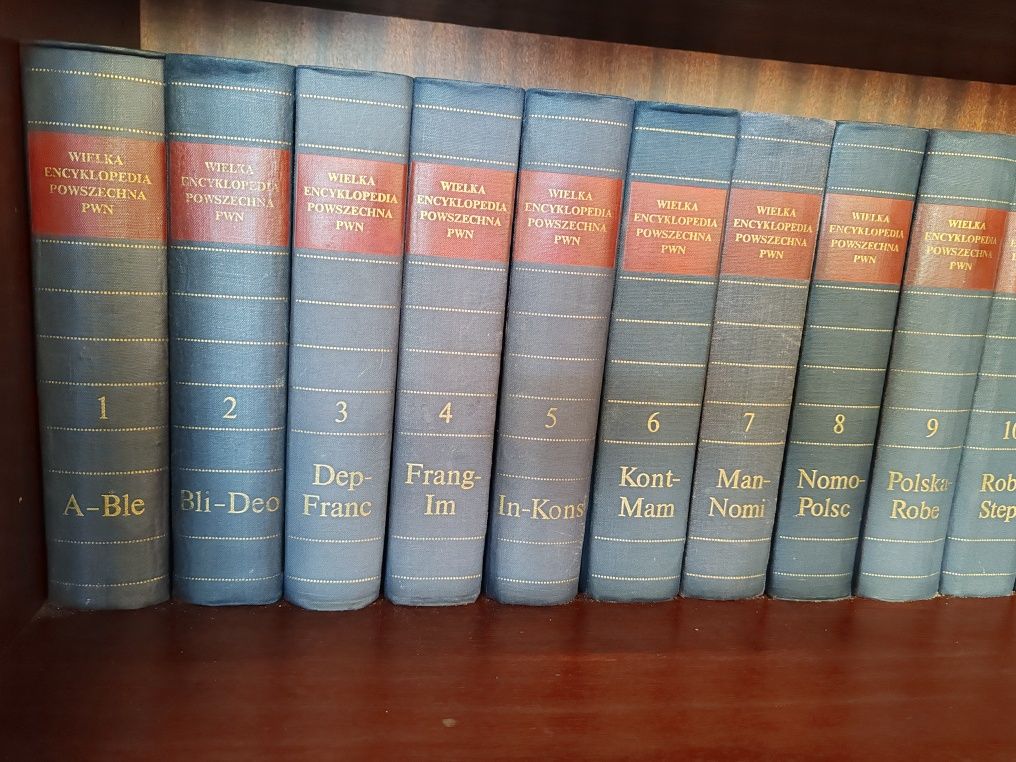 WIELKA
ENCYKLOPEDIA
POWSZECHNA
PWN
1
A-Ble
WIELKA
ENCYKLOPEDIA
POWSZECHNA
PWN
2
Bli-Deo
WIELKA
ENCYKLOPEDIA
POWSZECHNA
PWN
3
Dep-
Franc
WIELKA
ENCYKLOPEDIA
POWSZECHNA
PWN
4
Frang-
Im
WIELKA
ENCYKLOPEDIA
POWSZECHNA
PWN
5
In-Kons
WIELKA
ENCYKLOPEDIA
POWSZECHNA
PWN
6
Kont-
Mam
WIELKA
ENCYKLOPEDIA
POWSZECHNA
PWN
7
Man-
Nomi
WIELKA
ENCYKLOPEDIA
POWSZECHNA
PWN
8
Nomo-
Polsc
WIELKA
ENCYKLOPEDIA
POWSZECHNA
PWN
9
Polska-
Robe
10
Rob
Step